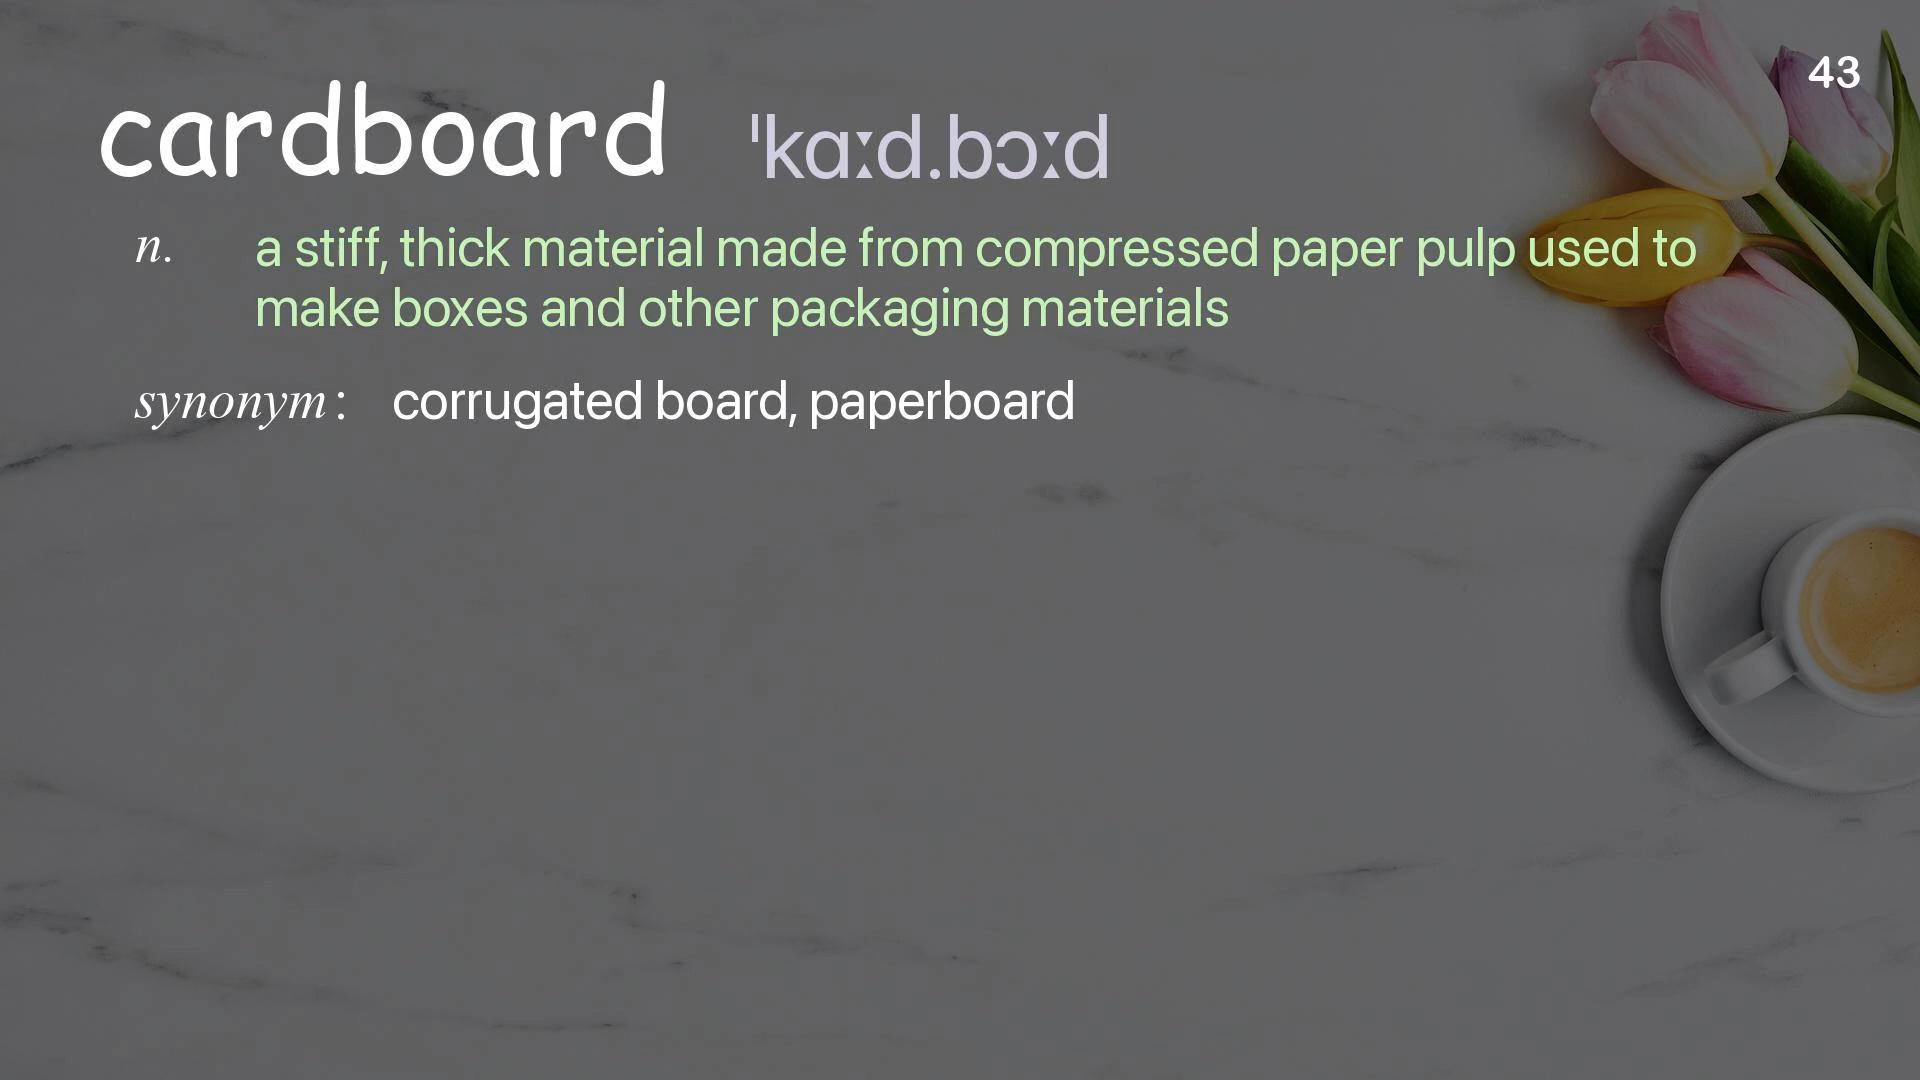 43
cardboard ˈkɑːd.bɔːd
n. a stiff, thick material made from compressed paper pulp used to
make boxes and other packaging materials
synonym : corrugated board, paperboard